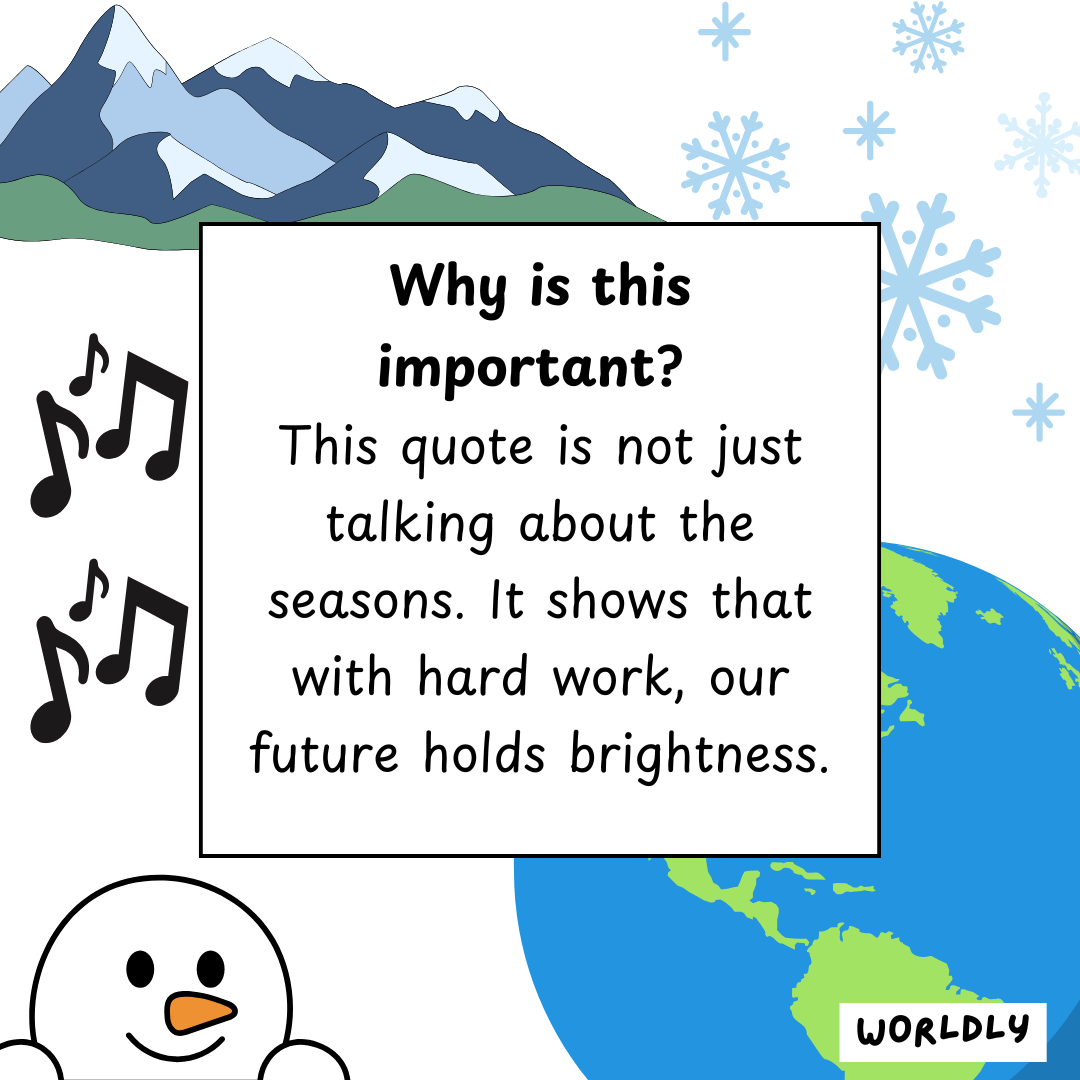 Why is this
important?
This quote is not just
talking about the
seasons. It shows that
with hard work, our
future holds brightness.
WORLDLY